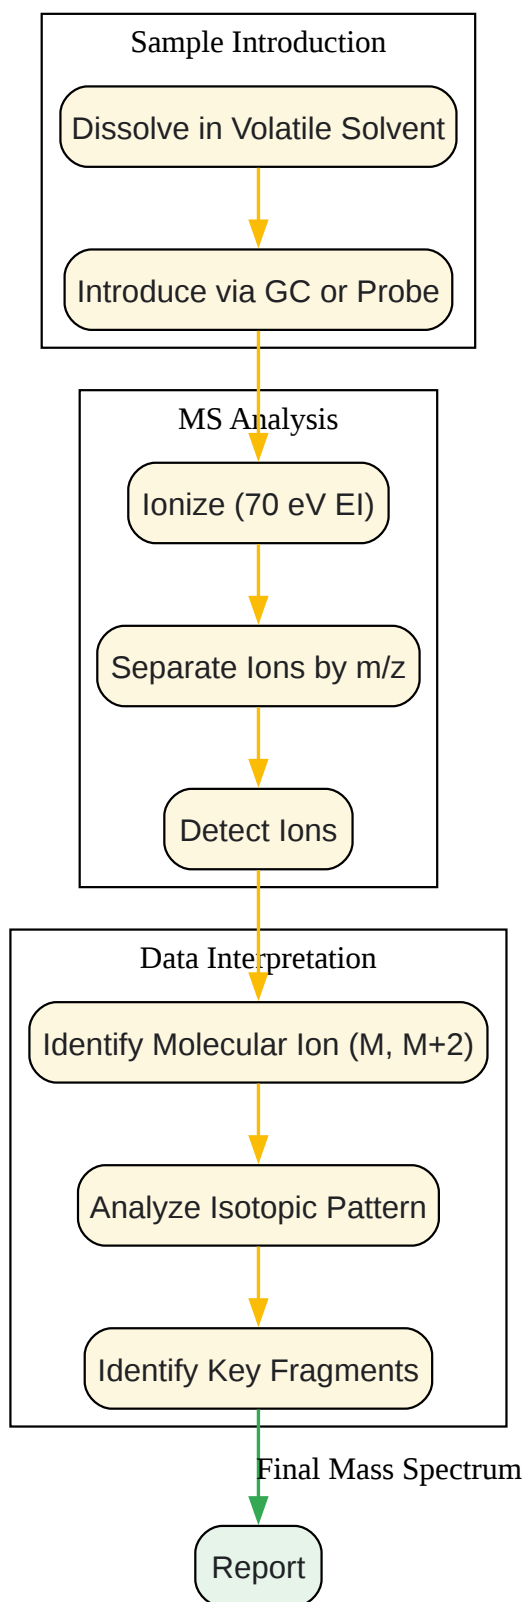 Sample Introduction
Dissolve in Volatile Solvent
Introduce via GC or Probe
MS Analysis
Ionize (70 eV EI)
Separate Ions by m/z
Detect Ions
Data Interpretation
Identify Molecular Ion (M, M+2)
Analyze Isotopic Pattern
Identify Key Fragments
Final Mass Spectrum
Report